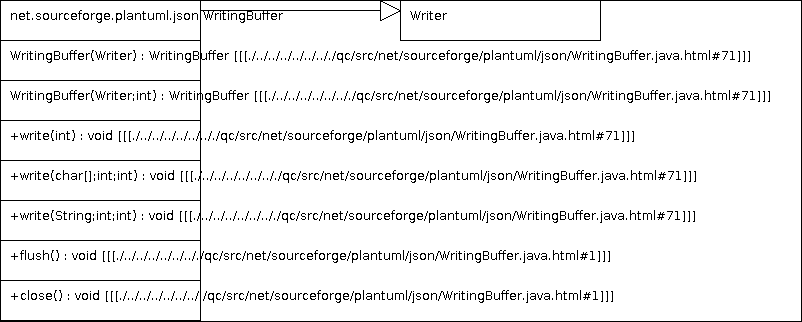 net.sourceforge.plantuml.json WritingBuffer
Writer
WritingBuffer(Writer) : WritingBuffer [[[./../../../../../../../qc/src/net/sourceforge/plantuml/json/WritingBuffer.java.html#71]]]
WritingBuffer(Writer;int) : WritingBuffer [[[./../../../../../../../qc/src/net/sourceforge/plantuml/json/WritingBuffer.java.html#71]]]
+write(int) : void [[[./../../../../../../../qc/src/net/sourceforge/plantuml/json/WritingBuffer.java.html#71]]]
+write(char[];int;int) : void [[[./../../../../../../../qc/src/net/sourceforge/plantuml/json/WritingBuffer.java.html#71]]]
+write(String;int;int) : void [[[./../../../../../../../qc/src/net/sourceforge/plantuml/json/WritingBuffer.java.html#71]]]
+flush() : void [[[./../../../../../../../qc/src/net/sourceforge/plantuml/json/WritingBuffer.java.html#1]]]
+close() : void [[[./../../../../../../../qc/src/net/sourceforge/plantuml/json/WritingBuffer.java.html#1]]]